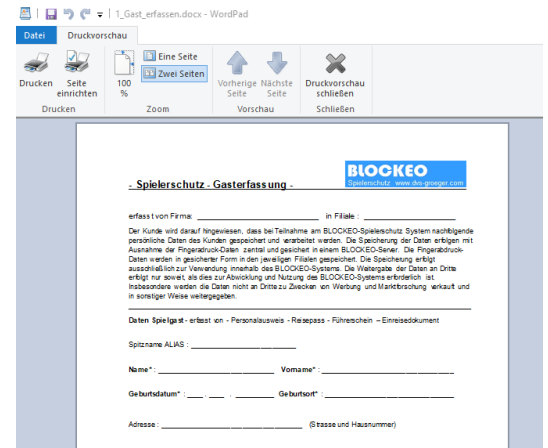 1_Gast_erfassen.docx - WordPad
Datei
Druckvorschau
Drucken
Seite einrichten
100 %
Eine Seite
Zwei Seiten
Vorherige Seite
Nächste Seite
Druckvorschau schließen
Drucken
Zoom
Vorschau
Schließen
BLOCKEO
Spielerschutz www.dvs-groeger.com
- Spielerschutz - Gasterfassung -
erfasst von Firma: in Filiale :
Der Kunde wird darauf hingewiesen, dass bei Teilnahme am BLOCKEO-Spielerschutz System nachfolgende
persönliche Daten des Kunden gespeichert und verarbeitet werden. Die Speicherung der Daten erfolgen mit
Ausnahme der Fingeradruck-Daten zentral und gesichert in einem BLOCKEO-Server. Die Fingerabdruck-
Daten werden in gesicherter Form in den jeweiligen Filialen gespeichert. Die Speicherung erfolgt
ausschließlich zur Verwendung innerhalb des BLOCKEO-Systems. Die Weitergabe der Daten an Dritte
erfolgt nur soweit, als dies zur Abwicklung und Nutzung des BLOCKEO-Systems erforderlich ist.
Insbesondere werden die Daten nicht an Dritte zu Zwecken von Werbung und Marktforschung verkauft und
in sonstiger Weise weitergegeben.
Daten Spielgast - erfasst von - Personalausweis - Reisepass - Führerschein – Einreisedokument
Spitzname ALIAS :
Name* : Vorname* :
Geburtsdatum* : . . Geburtsort* :
Adresse : (Strasse und Hausnummer)